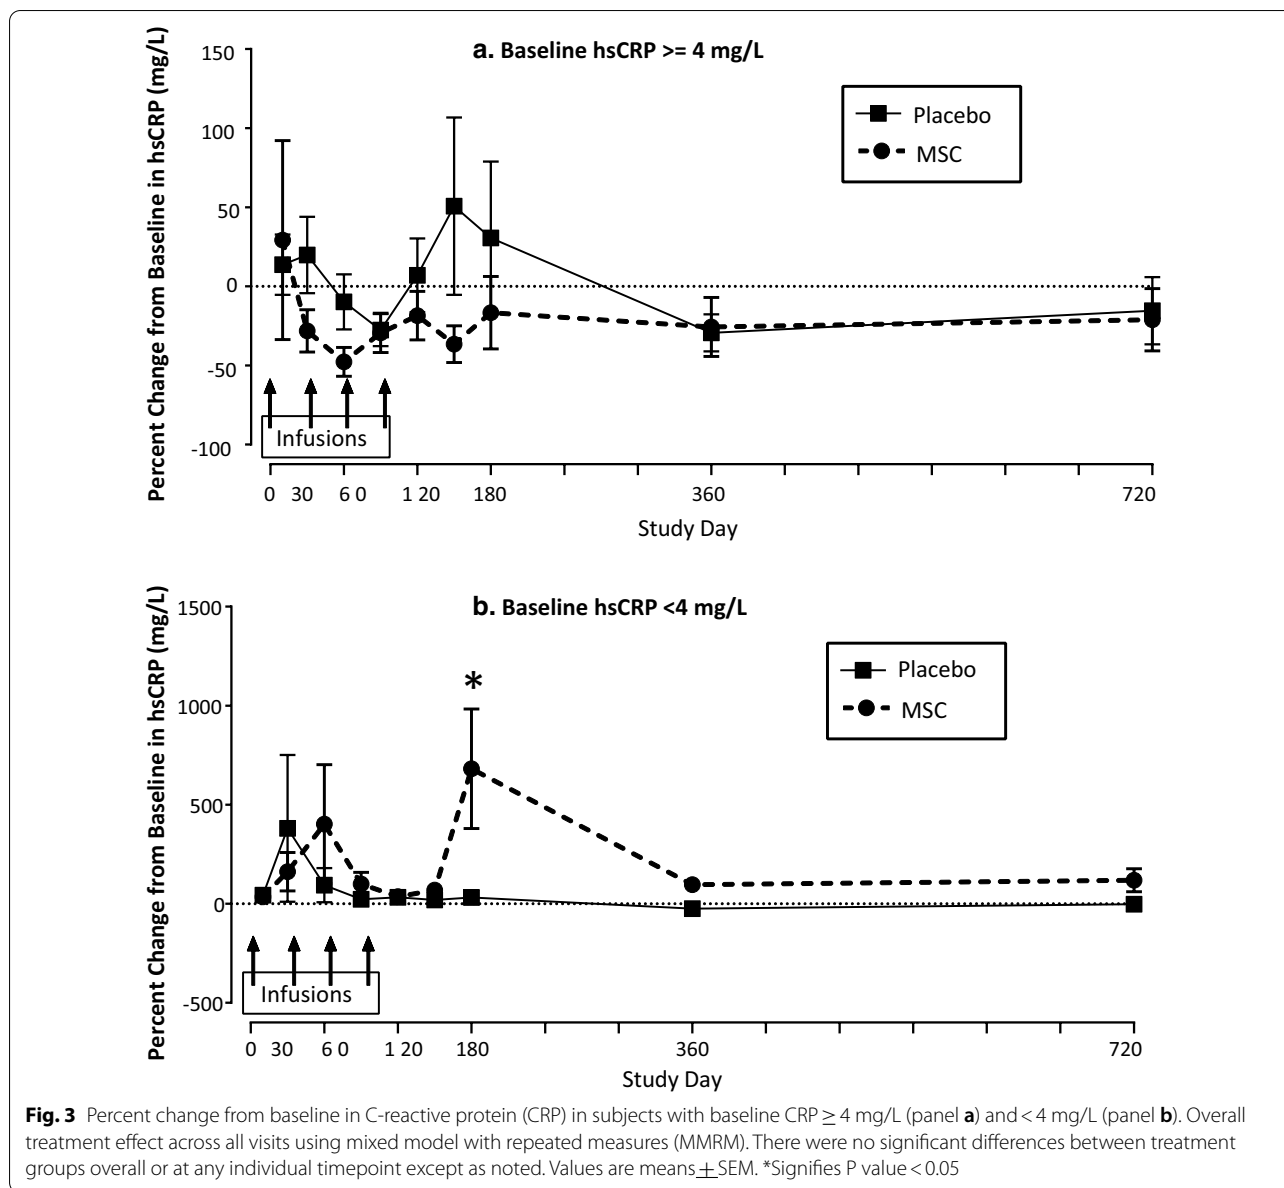 a. Baseline hsCRP >= 4 mg/L
Percent Change from Baseline in hsCRP (mg/L)
150
100
50
0
-50
-100
Placebo
MSC
Infusions
0 30 6 0 1 20 180 360 720
Study Day
b. Baseline hsCRP <4 mg/L
Percent Change from Baseline in hsCRP (mg/L)
1500
1000
500
0
-500
Placebo
MSC
*
Infusions
0 30 6 0 1 20 180 360 720
Study Day
Fig. 3 Percent change from baseline in C-reactive protein (CRP) in subjects with baseline CRP ≥ 4 mg/L (panel a) and < 4 mg/L (panel b). Overall
treatment effect across all visits using mixed model with repeated measures (MMRM). There were no significant differences between treatment
groups overall or at any individual timepoint except as noted. Values are means ± SEM. *Signifies P value < 0.05